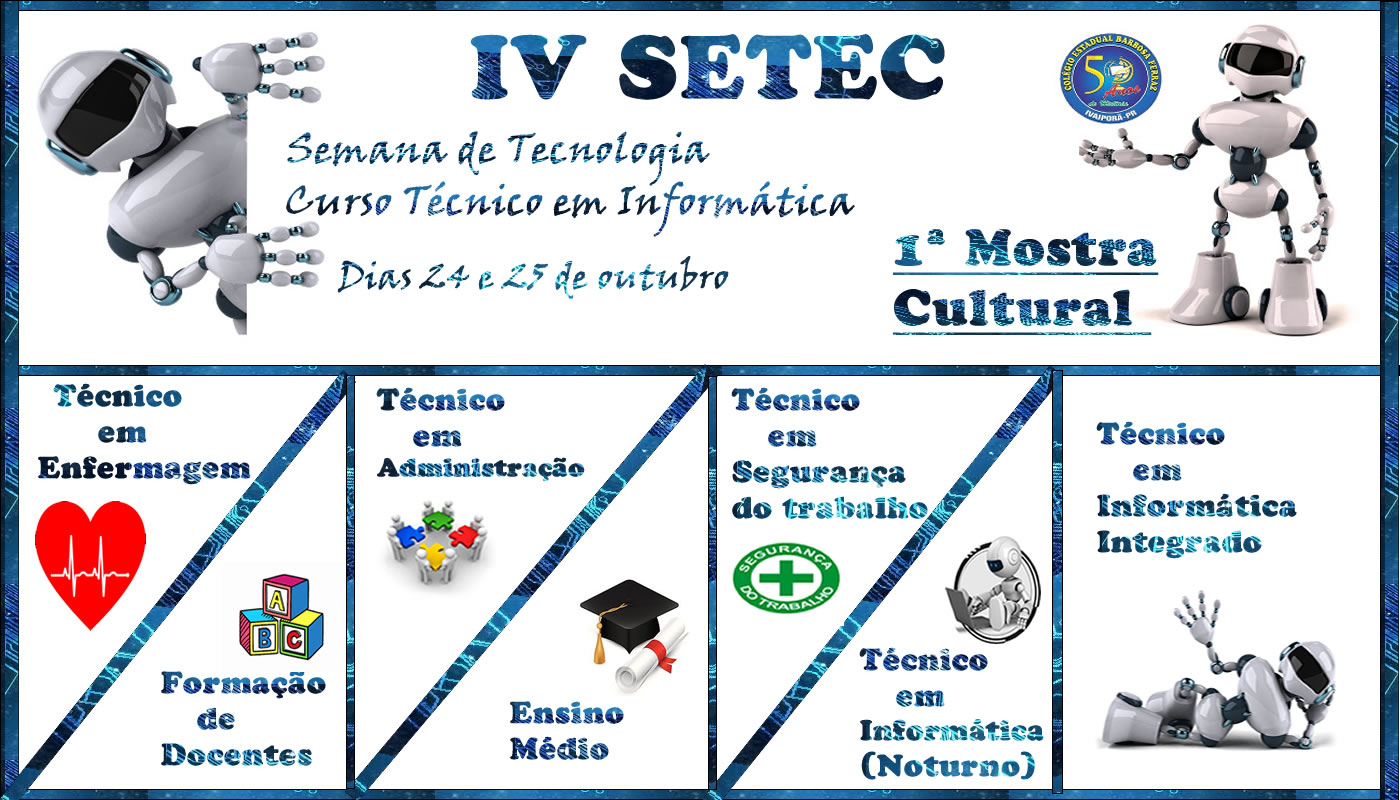 IV SETEC
Semana de Tecnologia
Curso Técnico em Informática
Dias 24 e 25 de outubro
COLÉGIO ESTADUAL BARBOSA FERRAZ
50
Anos
IVAIPORÃ-PR
1ª Mostra
Cultural
Técnico
em
Enfermagem
A
B C
Formação
de
Docentes
Técnico
em
Administração
Ensino
Médio
Técnico
em
Segurança
do trabalho
SEGURANÇA
DO TRABALHO
Técnico
em
Informática
(Noturno)
Técnico
em
Informática
Integrado